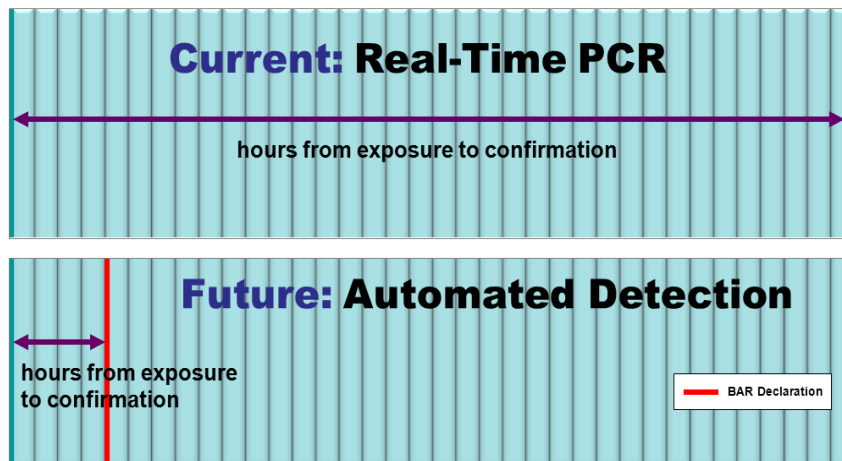 Current: Real-Time PCR
hours from exposure to confirmation
Future: Automated Detection
hours from exposure
to confirmation
BAR Declaration